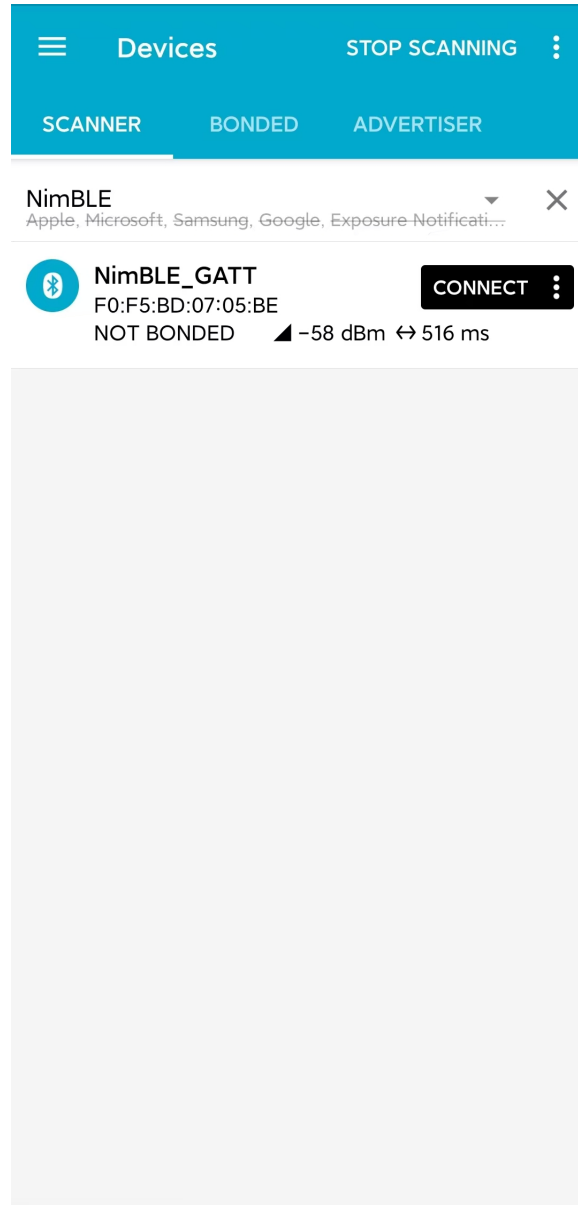 Devices STOP SCANNING
SCANNER BONDED ADVERTISER
NimBLE
Apple, Microsoft, Samsung, Google, Exposure Notificati...
NimBLE_GATT
CONNECT
F0:F5:BD:07:05:BE
NOT BONDED -58 dBm ↔ 516 ms